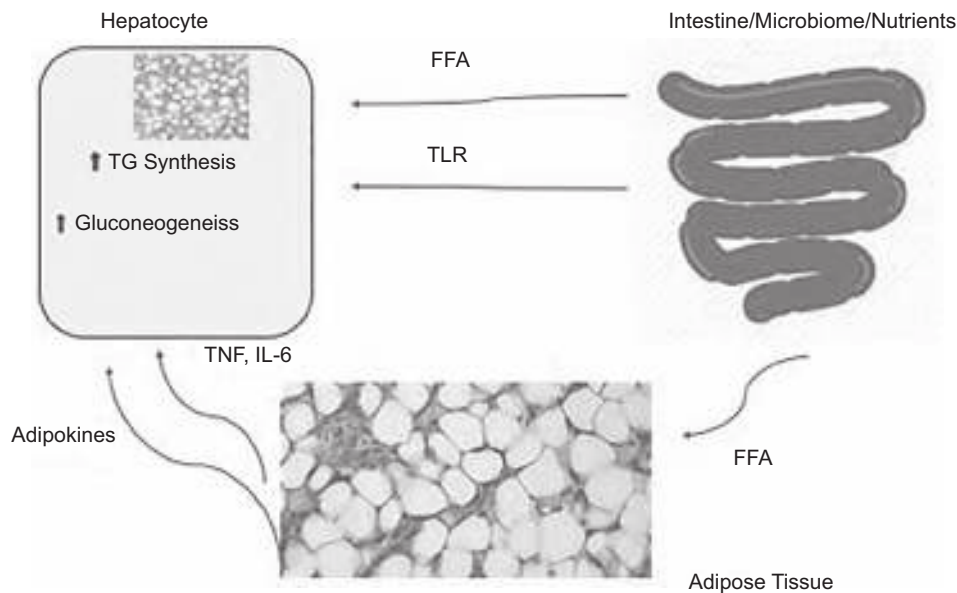 Hepatocyte
Intestine/Microbiome/Nutrients
FFA
TLR
TG Synthesis
Gluconeogeneiss
TNF, IL-6
Adipokines
FFA
Adipose Tissue